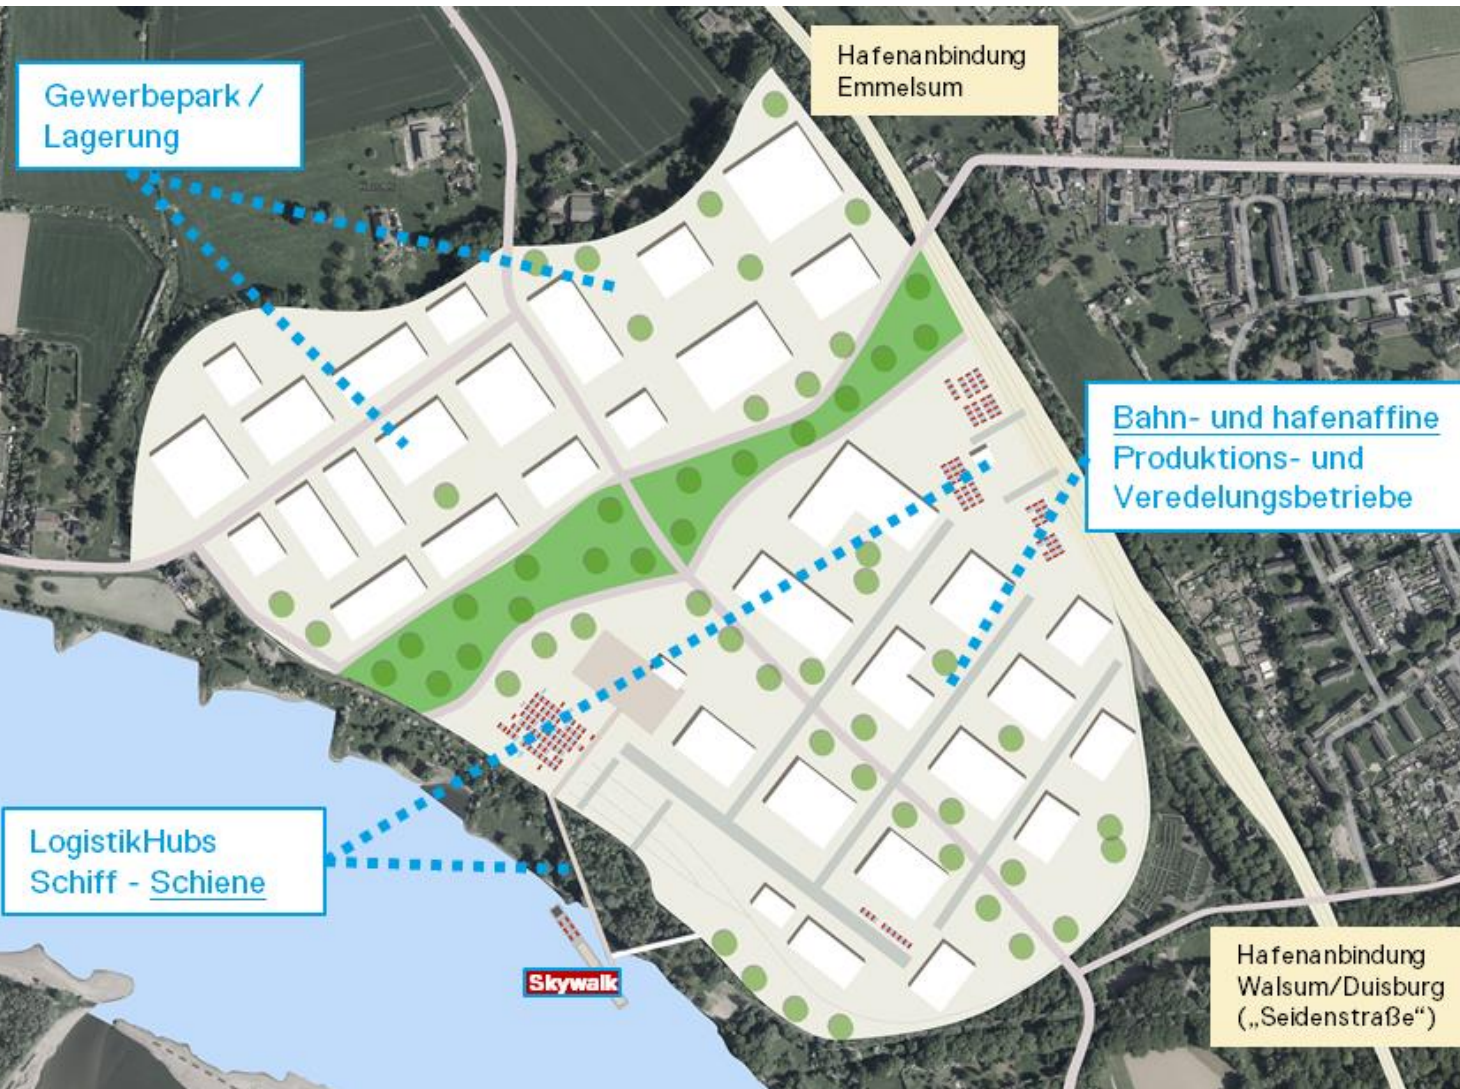 Hafenanbindung
Emmelsum
Gewerbepark /
Lagerung
Bahn- und hafenaffine
Produktions- und
Veredelungsbetriebe
LogistikHubs
Schiff - Schiene
Skywalk
Hafenanbindung
Walsum/Duisburg
(„Seidenstraße“)